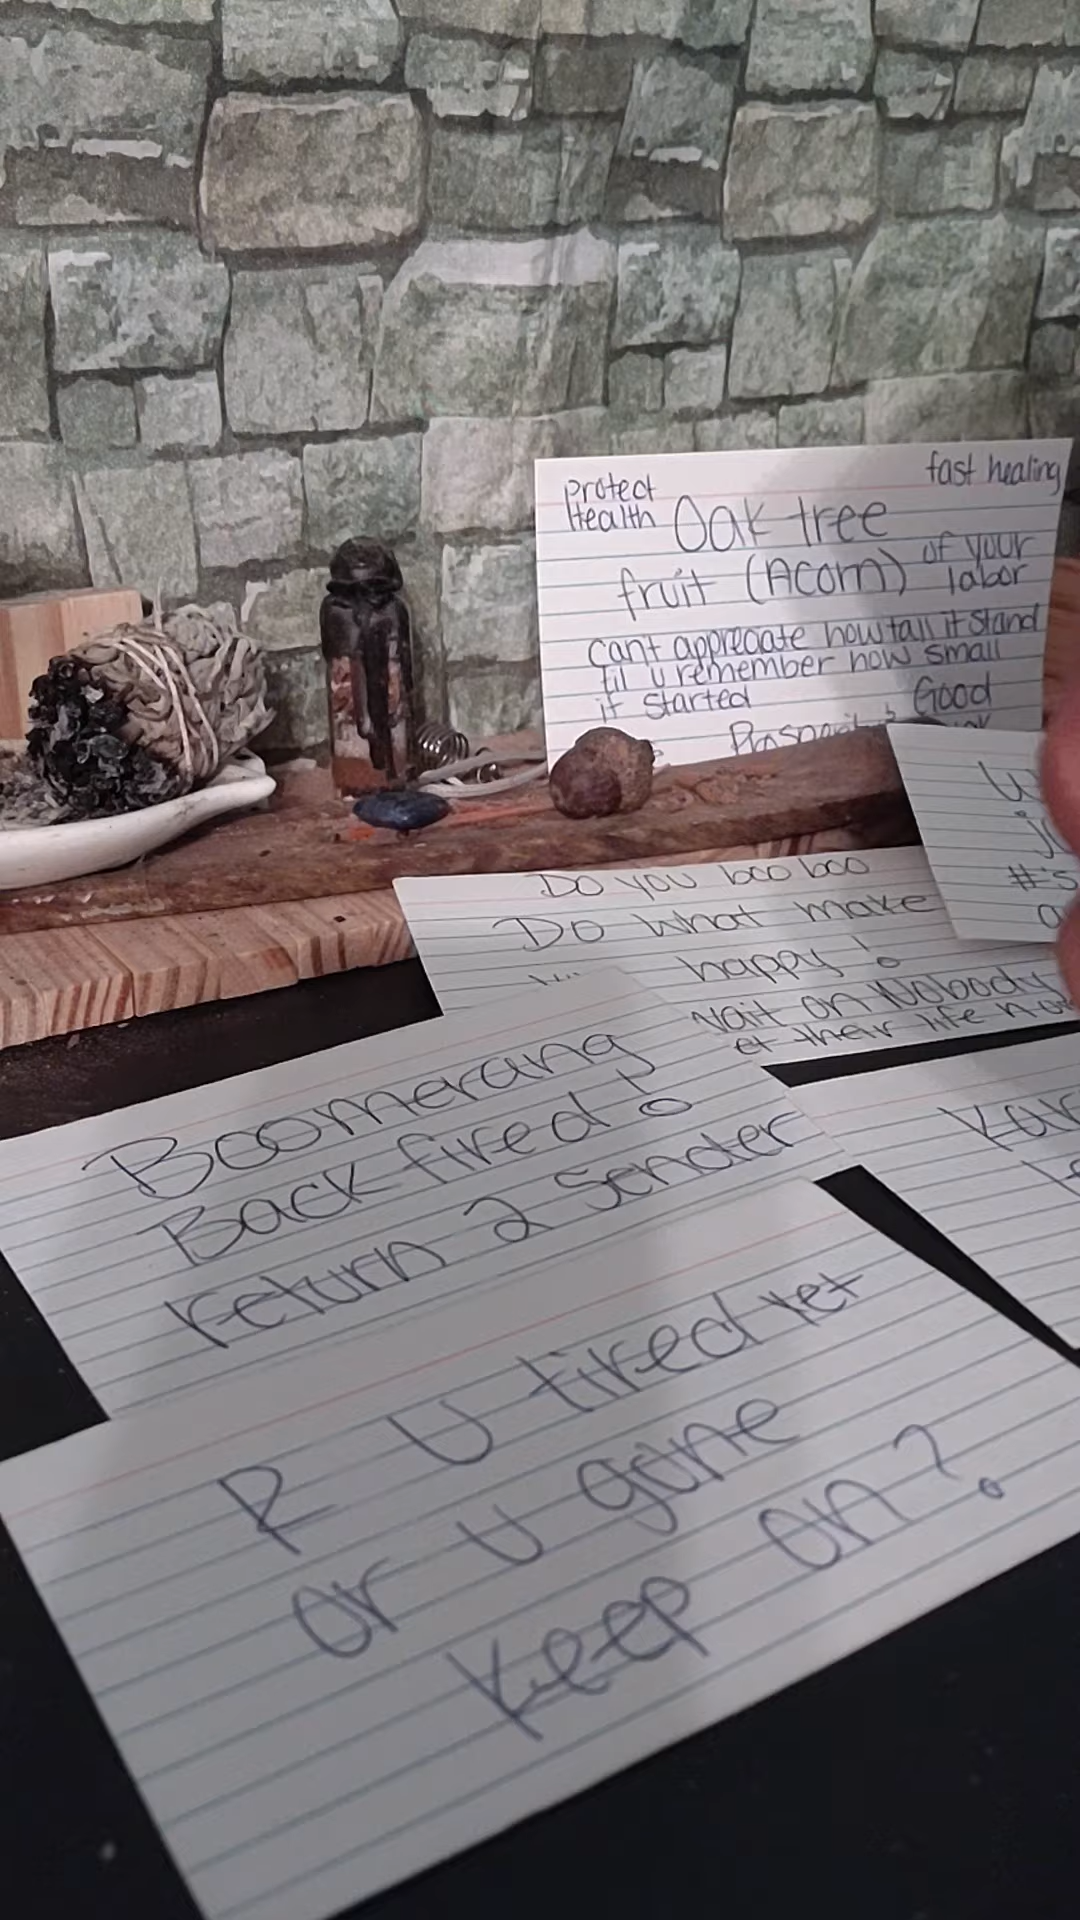 protect
Health
fast healing
Oak tree
fruit (Acorn) of your
labor
can't appreciate how tall it stand
til u remember how small
it started
Good
Do you boo boo
Do what make
happy!
wait on Nobody
their life
#'s
Boomerang
Back fired!
return 2 sender
R U tired yet
or u gone
keep on?